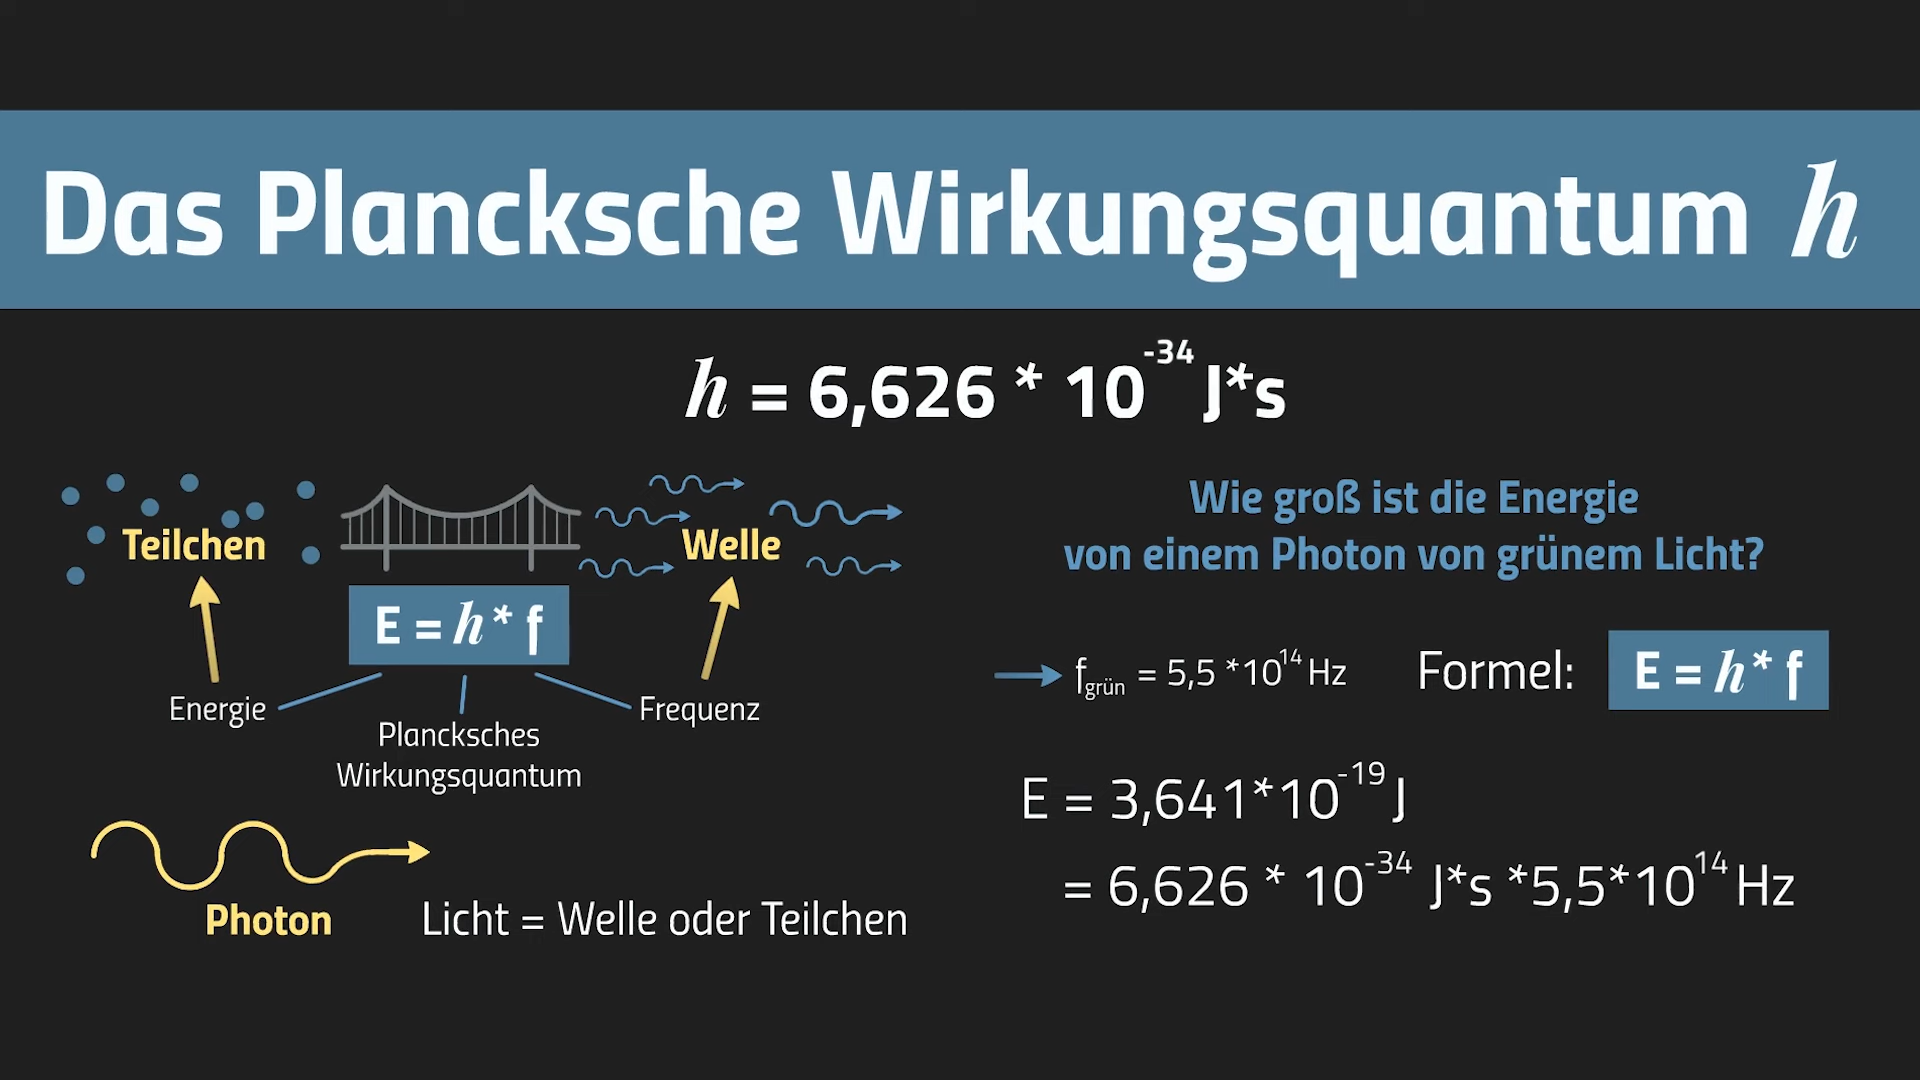 Das Plancksche Wirkungsquantum h
h = 6,626 * 10⁻³⁴ J*s
Teilchen
Welle
E = h * f
Energie
Plancksches
Wirkungsquantum
Frequenz
Photon
Licht = Welle oder Teilchen
Wie groß ist die Energie
von einem Photon von grünem Licht?
f grün = 5,5 *10¹⁴ Hz Formel: E = h * f
E = 3,641*10⁻¹⁹ J
= 6,626 * 10⁻³⁴ J*s *5,5*10¹⁴ Hz